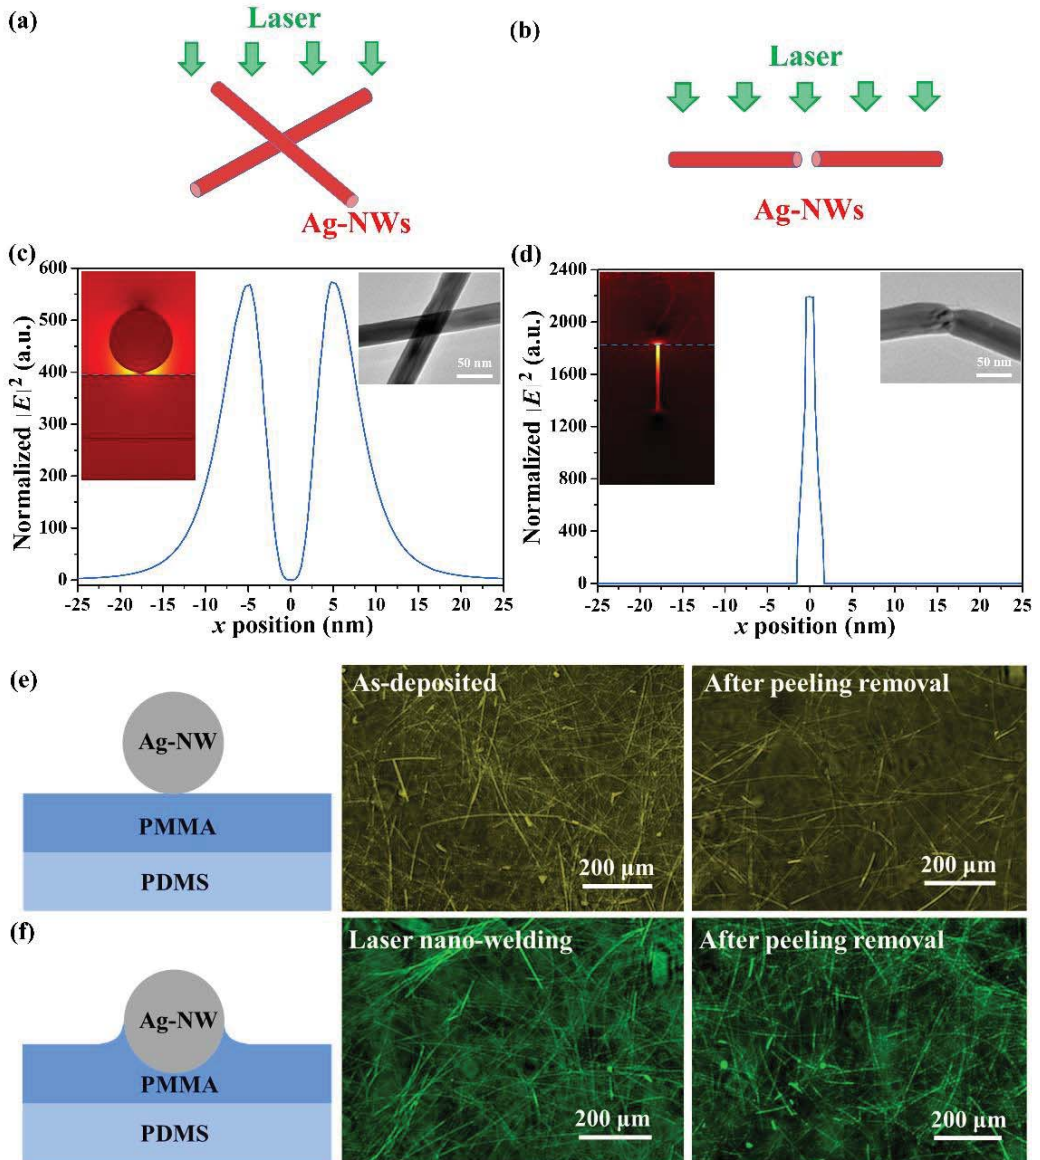 (a)
Laser
Ag-NWs
(b)
Laser
Ag-NWs
(c)
600
500
400
300
200
100
0
Normalized |E|² (a.u.)
50 nm
-25 -20 -15 -10 -5 0 5 10 15 20 25
x position (nm)
(d)
2400
2000
1600
1200
800
400
0
Normalized |E|² (a.u.)
50 nm
-25 -20 -15 -10 -5 0 5 10 15 20 25
x position (nm)
(e)
Ag-NW
PMMA
PDMS
As-deposited
200 µm
After peeling removal
200 µm
(f)
Ag-NW
PMMA
PDMS
Laser nano-welding
200 µm
After peeling removal
200 µm